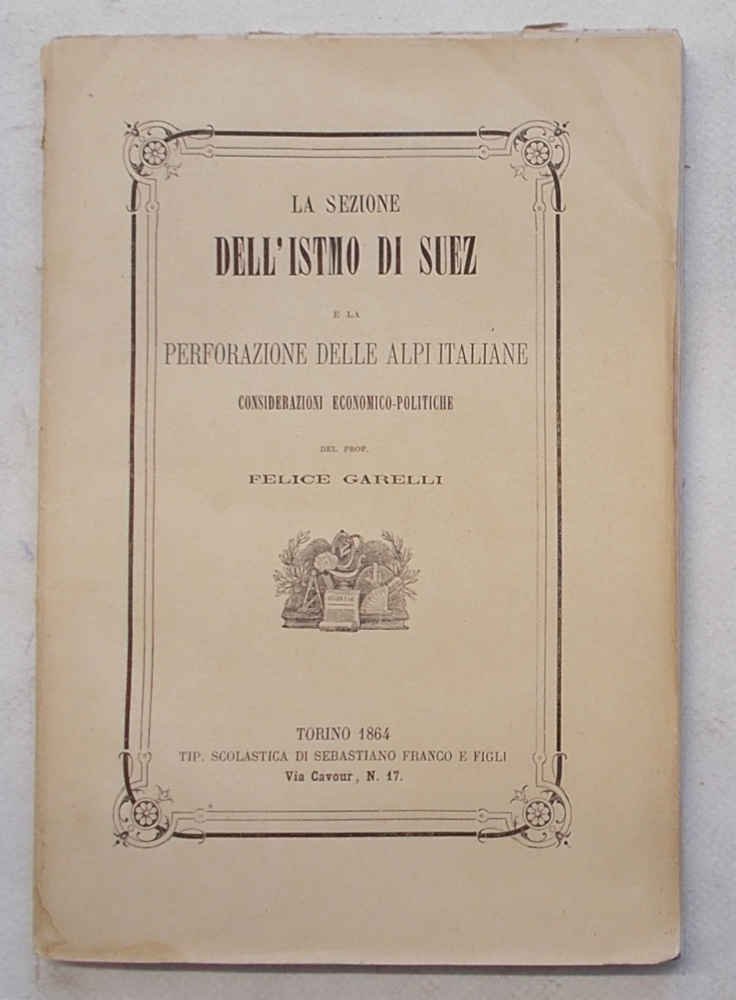 LA SEZIONE
DELL'ISTMO DI SUEZ
E LA
PERFORAZIONE DELLE ALPI ITALIANE
CONSIDERAZIONI ECONOMICO-POLITICHE
DEL PROF.
FELICE GARELLI
TORINO 1864
TIP. SCOLASTICA DI SEBASTIANO FRANCO E FIGLI
Via Cavour, N. 17.